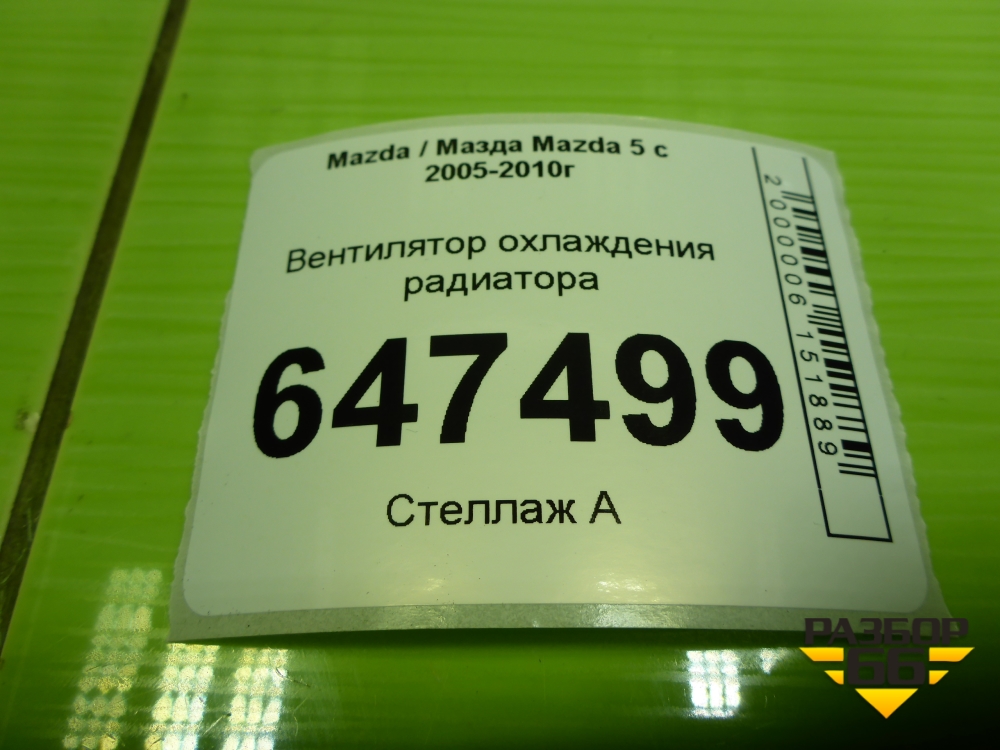 Mazda / Мазда Mazda 5 с
2005-2010г
Вентилятор охлаждения
радиатора
647499
Стеллаж А
2000006151889
РАЗБОР
66